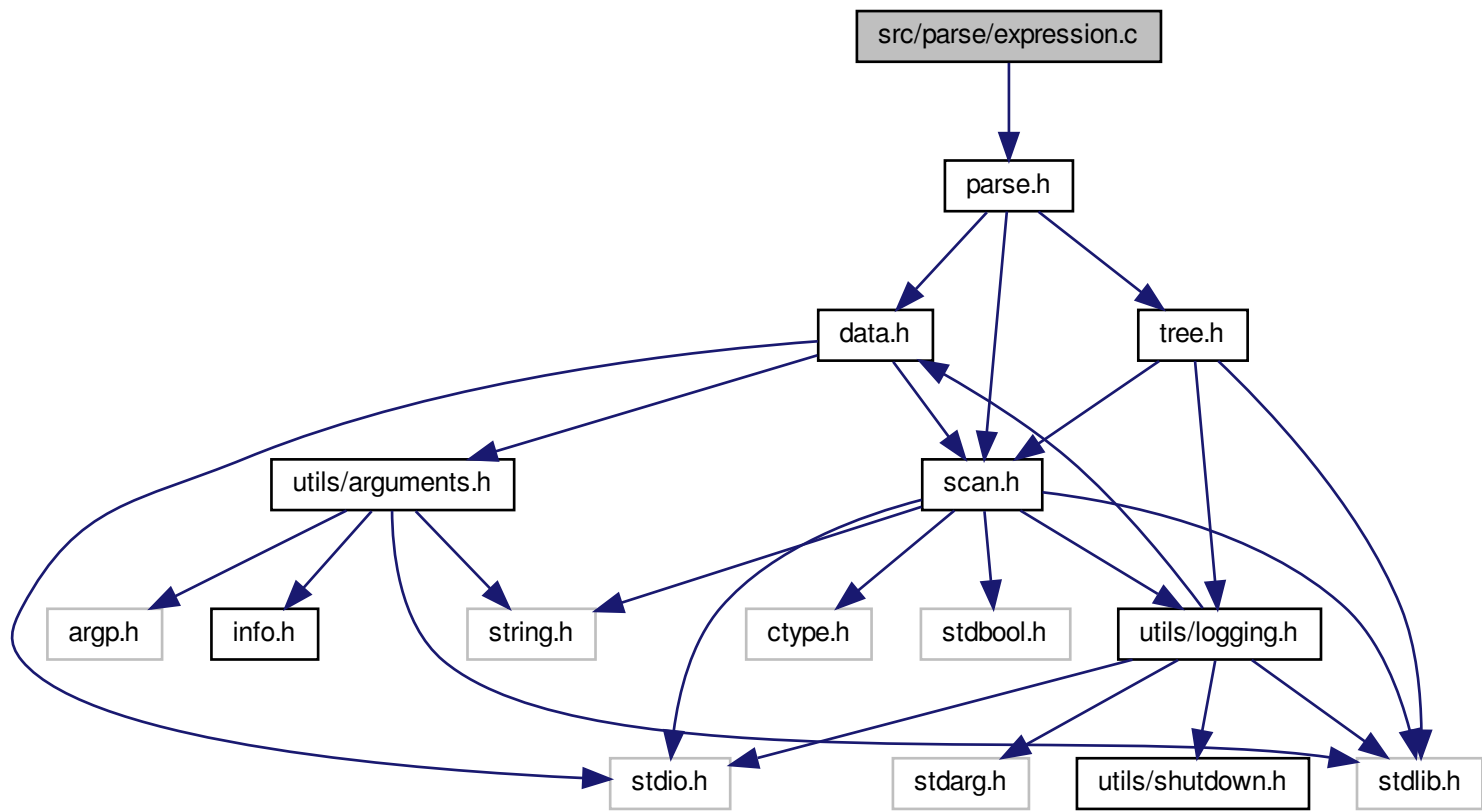 src/parse/expression.c
parse.h
data.h
tree.h
utils/arguments.h
scan.h
argp.h
info.h
string.h
ctype.h
stdbool.h
utils/logging.h
stdio.h
stdarg.h
utils/shutdown.h
stdlib.h